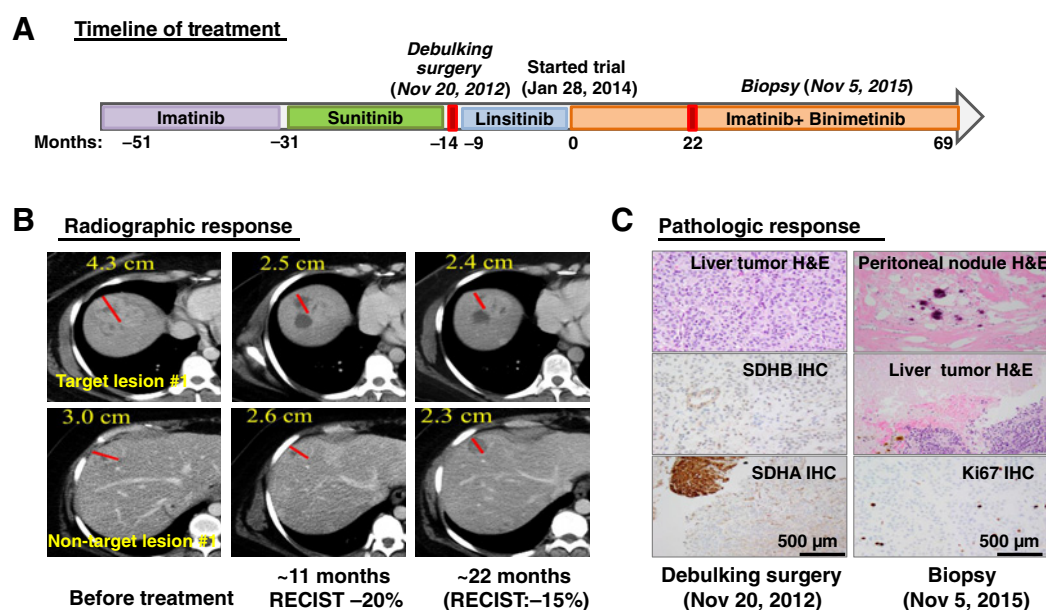 A Timeline of treatment
Debulking
surgery
(Nov 20, 2012)
Started trial
(Jan 28, 2014)
Biopsy (Nov 5, 2015)
Imatinib Sunitinib Linsitinib Imatinib+ Binimetinib
Months: –51 –31 –14 –9 0 22 69
B Radiographic response
4.3 cm 2.5 cm 2.4 cm
Target lesion #1
3.0 cm 2.6 cm 2.3 cm
Non-target lesion #1
Before treatment
~11 months
RECIST –20%
~22 months
(RECIST:–15%)
C Pathologic response
Liver tumor H&E Peritoneal nodule H&E
SDHB IHC Liver tumor H&E
SDHA IHC Ki67 IHC
500 µm 500 µm
Debulking surgery
(Nov 20, 2012)
Biopsy
(Nov 5, 2015)